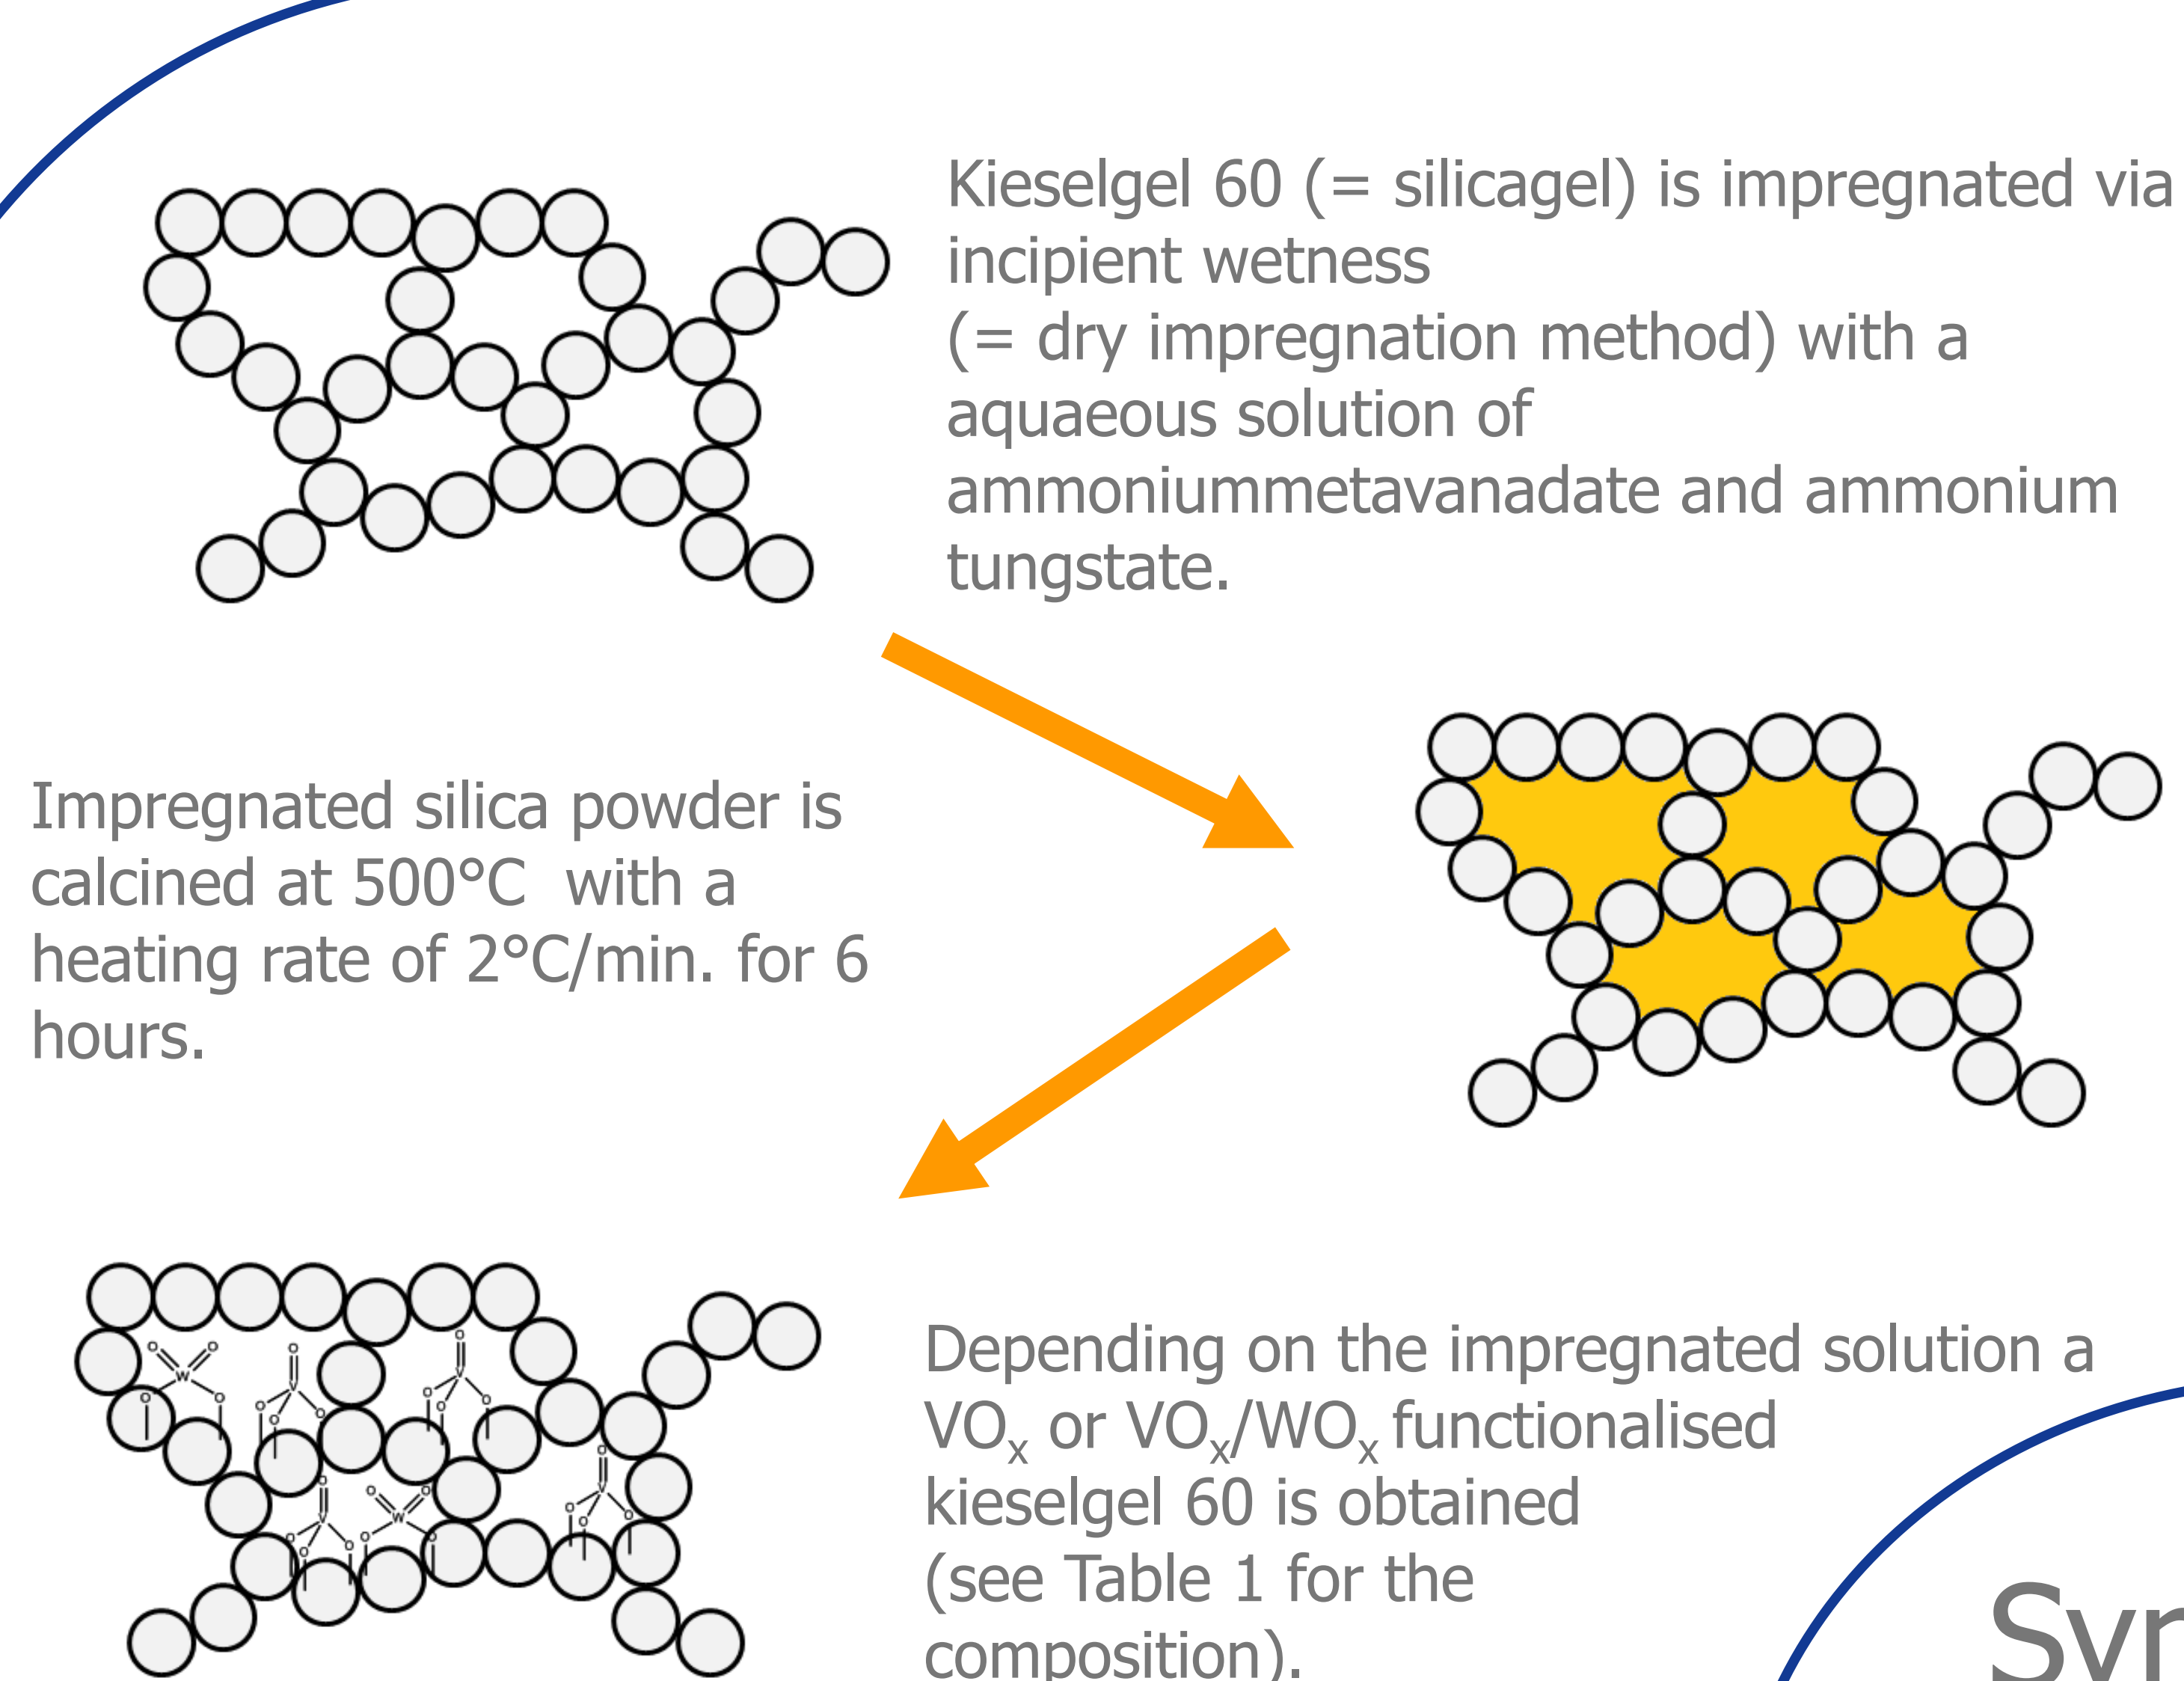 Kieselgel 60 (= silicagel) is impregnated via
incipient wetness
(= dry impregnation method) with a
aquaeous solution of
ammoniummetavanadate and ammonium
tungstate.
Impregnated silica powder is
calcined at 500°C with a
heating rate of 2°C/min. for 6
hours.
Depending on the impregnated solution a
VOx or VOx/WOx functionalised
kieselgel 60 is obtained
(see Table 1 for the
composition).
O O O O
W O V V
O O O O O O O O
O O O
V O O W V O O O
O O O O O O